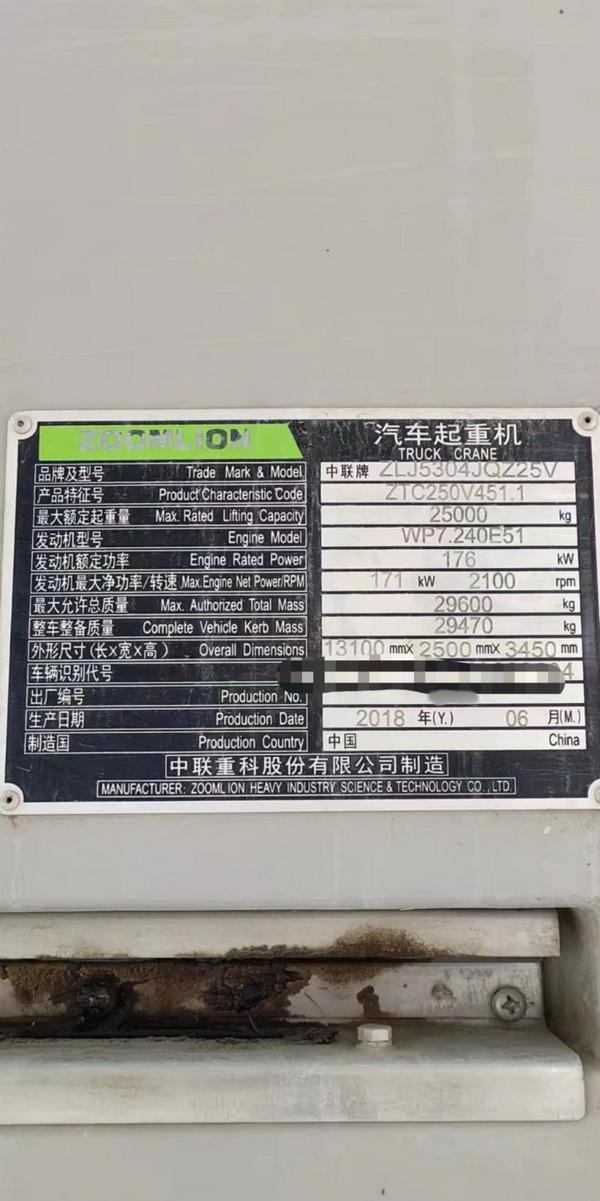 ZOOMLION
汽车起重机
TRUCK CRANE
品牌及型号 Trade Mark & Model 中联牌 ZLJ5304JQZ25V
产品特征号 Product Characteristic Code ZTC250V451.1
最大额定起重量 Max. Rated Lifting Capacity 25000 kg
发动机型号 Engine Model WP7.240E51
发动机额定功率 Engine Rated Power 176 kW
发动机最大净功率/转速 Max.Engine Net Power/RPM 171 kW 2100 rpm
最大允许总质量 Max. Authorized Total Mass 29600 kg
整车整备质量 Complete Vehicle Kerb Mass 29470 kg
外形尺寸(长×宽×高) Overall Dimensions 13100 mm× 2500 mm× 3450 mm
车辆识别代号
出厂编号 Production No.
生产日期 Production Date 2018 年(Y.) 06 月(M.)
制造国 Production Country 中国 China
中联重科股份有限公司制造
MANUFACTURER: ZOOMLION HEAVY INDUSTRY SCIENCE & TECHNOLOGY CO., LTD.